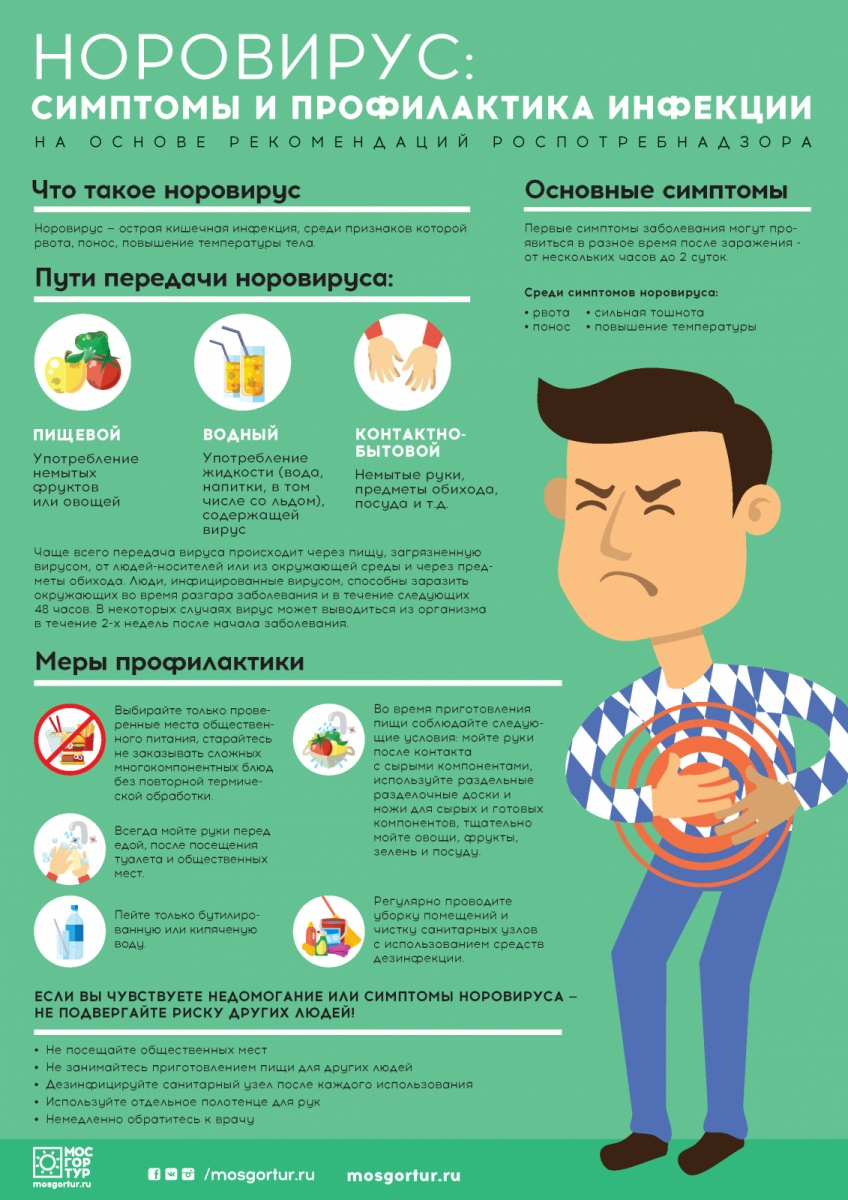 НОРОВИРУС:
СИМПТОМЫ И ПРОФИЛАКТИКА ИНФЕКЦИИ
НА ОСНОВЕ РЕКОМЕНДАЦИЙ РОСПОТРЕБНАДЗОРА
Что такое норовирус
Норовирус – острая кишечная инфекция, среди признаков которой
рвота, понос, повышение температуры тела.
Основные симптомы
Первые симптомы заболевания могут про-
явиться в разное время после заражения -
от нескольких часов до 2 суток.
Среди симптомов норовируса:
• рвота • сильная тошнота
• понос • повышение температуры
Пути передачи норовируса:
ПИЩЕВОЙ
Употребление
немытых
фруктов
или овощей
ВОДНЫЙ
Употребление
жидкости (вода,
напитки, в том
числе со льдом),
содержащей
вирус
КОНТАКТНО-
БЫТОВОЙ
Немытые руки,
предметы обихода,
посуда и т.д.
Чаще всего передача вируса происходит через пищу, загрязненную
вирусом, от людей-носителей или из окружающей среды и через пред-
меты обихода. Люди, инфицированные вирусом, способны заразить
окружающих во время разгара заболевания и в течение следующих
48 часов. В некоторых случаях вирус может выводиться из организма
в течение 2-х недель после начала заболевания.
Меры профилактики
Выбирайте только прове-
ренные места обществен-
ного питания, старайтесь
не заказывать сложных
многокомпонентных блюд
без повторной термиче-
ской обработки.
Всегда мойте руки перед
едой, после посещения
туалета и общественных
мест.
Пейте только бутилиро-
ванную или кипяченую
воду.
Во время приготовления
пищи соблюдайте следую-
щие условия: мойте руки
после контакта
с сырыми компонентами,
используйте раздельные
разделочные доски и
ножи для сырых и готовых
компонентов, тщательно
мойте овощи, фрукты,
зелень и посуду.
Регулярно проводите
уборку помещений и
чистку санитарных узлов
с использованием средств
дезинфекции.
ЕСЛИ ВЫ ЧУВСТВУЕТЕ НЕДОМОГАНИЕ ИЛИ СИМПТОМЫ НОРОВИРУСА –
НЕ ПОДВЕРГАЙТЕ РИСКУ ДРУГИХ ЛЮДЕЙ!
• Не посещайте общественных мест
• Не занимайтесь приготовлением пищи для других людей
• Дезинфицируйте санитарный узел после каждого использования
• Используйте отдельное полотенце для рук
• Немедленно обратитесь к врачу
МОС
ГОР
ТУР
mosgortur.ru
/mosgortur.ru
mosgortur.ru